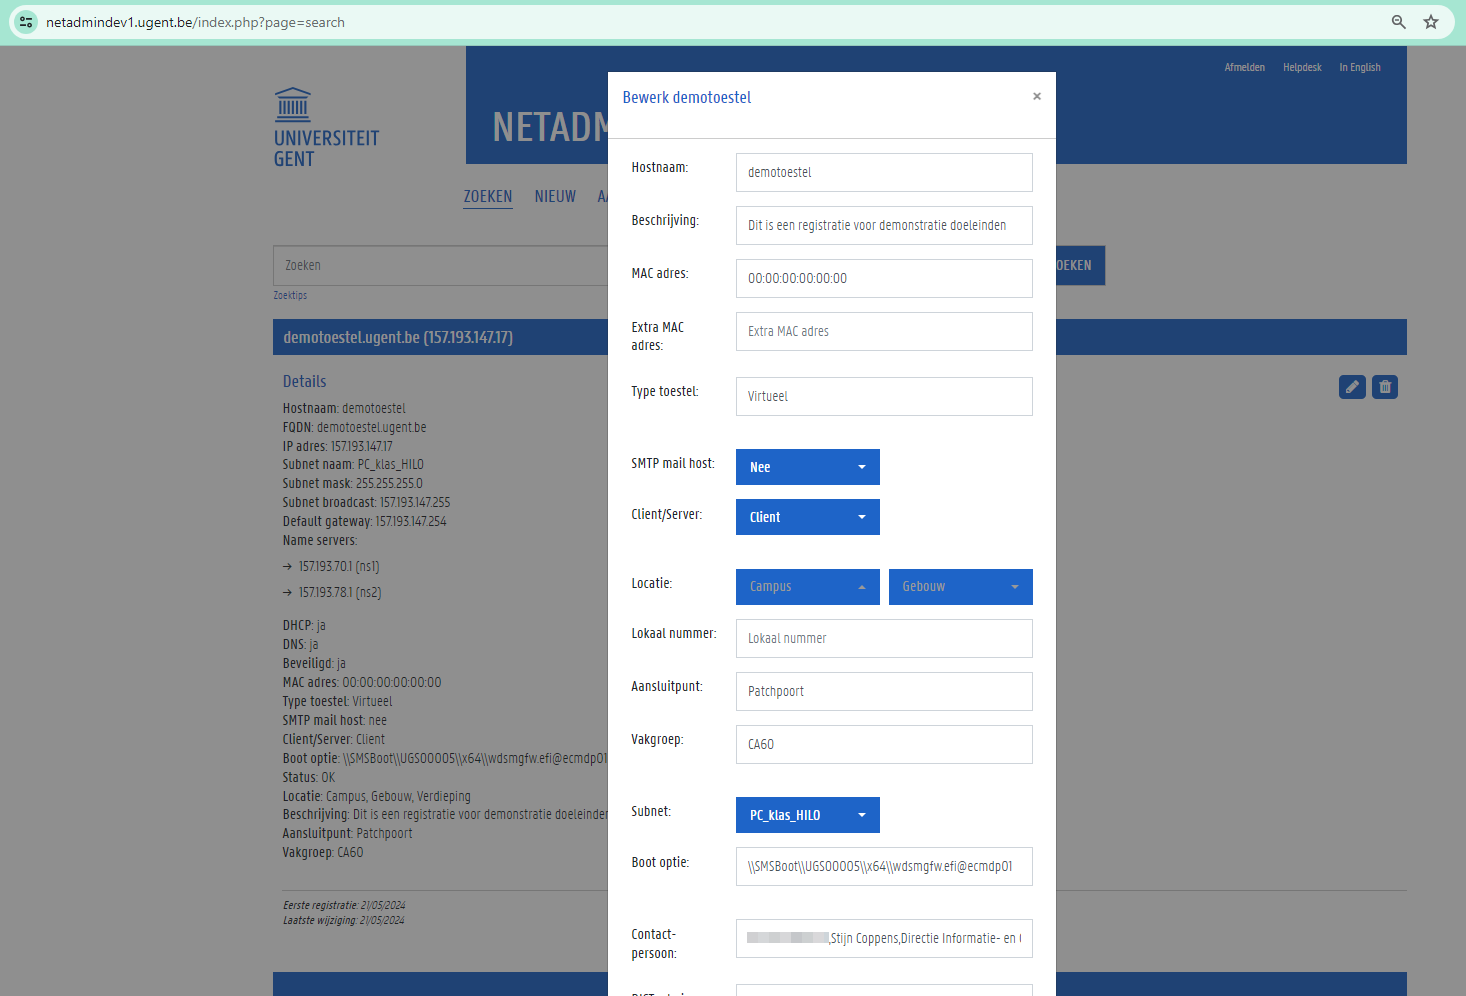 netadmindev1.ugent.be/index.php?page=search
Afmelden Helpdesk In English
UNIVERSITEIT
GENT
NETADM
ZOEKEN NIEUW
Zoeken
OEKEN
Zoektips
demotoestel.ugent.be (157.193.147.17)
Details
Hostnaam: demotoestel
FQDN: demotoestel.ugent.be
IP adres: 157.193.147.17
Subnet naam: PC_klas_HILO
Subnet mask: 255.255.255.0
Subnet broadcast: 157.193.147.255
Default gateway: 157.193.147.254
Name servers:
→ 157.193.70.1 (ns1)
→ 157.193.78.1 (ns2)
DHCP: ja
DNS: ja
Beveiligd: ja
MAC adres: 00:00:00:00:00:00
Type toestel: Virtueel
SMTP mail host: nee
Client/Server: Client
Boot optie: \\SMSBoot\\UGS00005\\x64\\wdsmgfw.efi@ecmdp01
Status: OK
Locatie: Campus, Gebouw, Verdieping
Beschrijving: Dit is een registratie voor demonstratie doeleinden
Aansluitpunt: Patchpoort
Vakgroep: CA60
Eerste registratie: 21/05/2024
Laatste wijziging: 21/05/2024
Bewerk demotoestel ×
Hostnaam: demotoestel
Beschrijving: Dit is een registratie voor demonstratie doeleinden
MAC adres: 00:00:00:00:00:00
Extra MAC
adres: Extra MAC adres
Type toestel: Virtueel
SMTP mail host: Nee
Client/Server: Client
Locatie: Campus Gebouw
Lokaal nummer: Lokaal nummer
Aansluitpunt: Patchpoort
Vakgroep: CA60
Subnet: PC_klas_HILO
Boot optie: \\SMSBoot\\UGS00005\\x64\\wdsmgfw.efi@ecmdp01
Contact-
persoon: ,Stijn Coppens,Directie Informatie- en